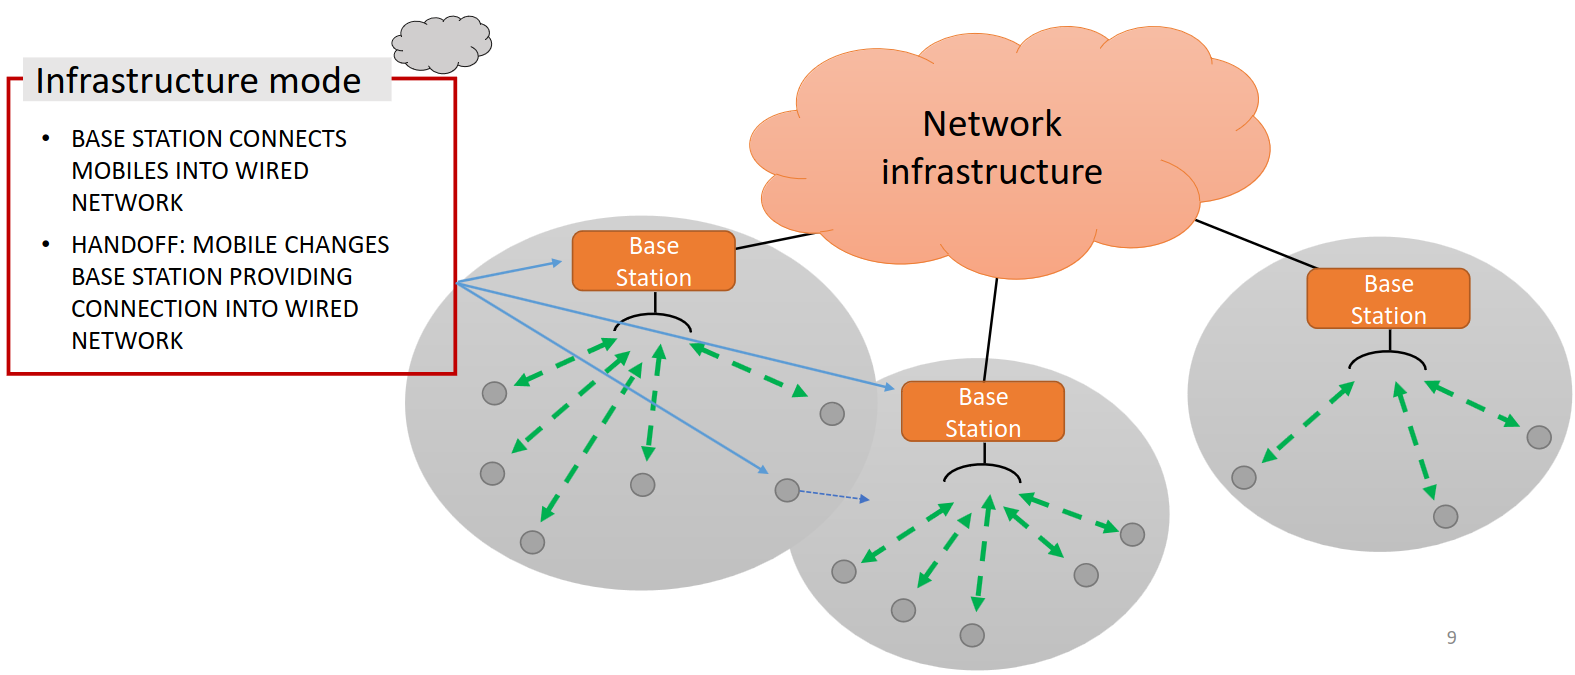 Infrastructure mode
• BASE STATION CONNECTS
MOBILES INTO WIRED
NETWORK
• HANDOFF: MOBILE CHANGES
BASE STATION PROVIDING
CONNECTION INTO WIRED
NETWORK
Network
infrastructure
Base
Station
Base
Station
Base
Station
9